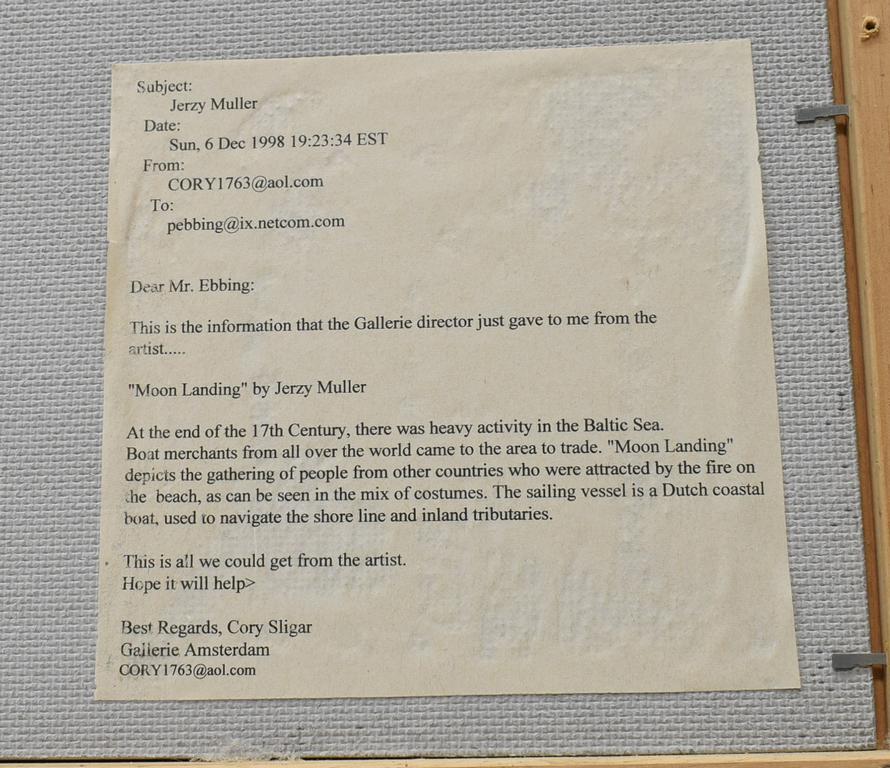 Subject:
Jerzy Muller
Date:
Sun, 6 Dec 1998 19:23:34 EST
From:
CORY1763@aol.com
To:
pebbing@ix.netcom.com
Dear Mr. Ebbing:
This is the information that the Gallerie director just gave to me from the
artist.....
"Moon Landing" by Jerzy Muller
At the end of the 17th Century, there was heavy activity in the Baltic Sea.
Boat merchants from all over the world came to the area to trade. "Moon Landing"
depicts the gathering of people from other countries who were attracted by the fire on
the beach, as can be seen in the mix of costumes. The sailing vessel is a Dutch coastal
boat, used to navigate the shore line and inland tributaries.
This is all we could get from the artist.
Hope it will help>
Best Regards, Cory Sligar
Gallerie Amsterdam
CORY1763@aol.com